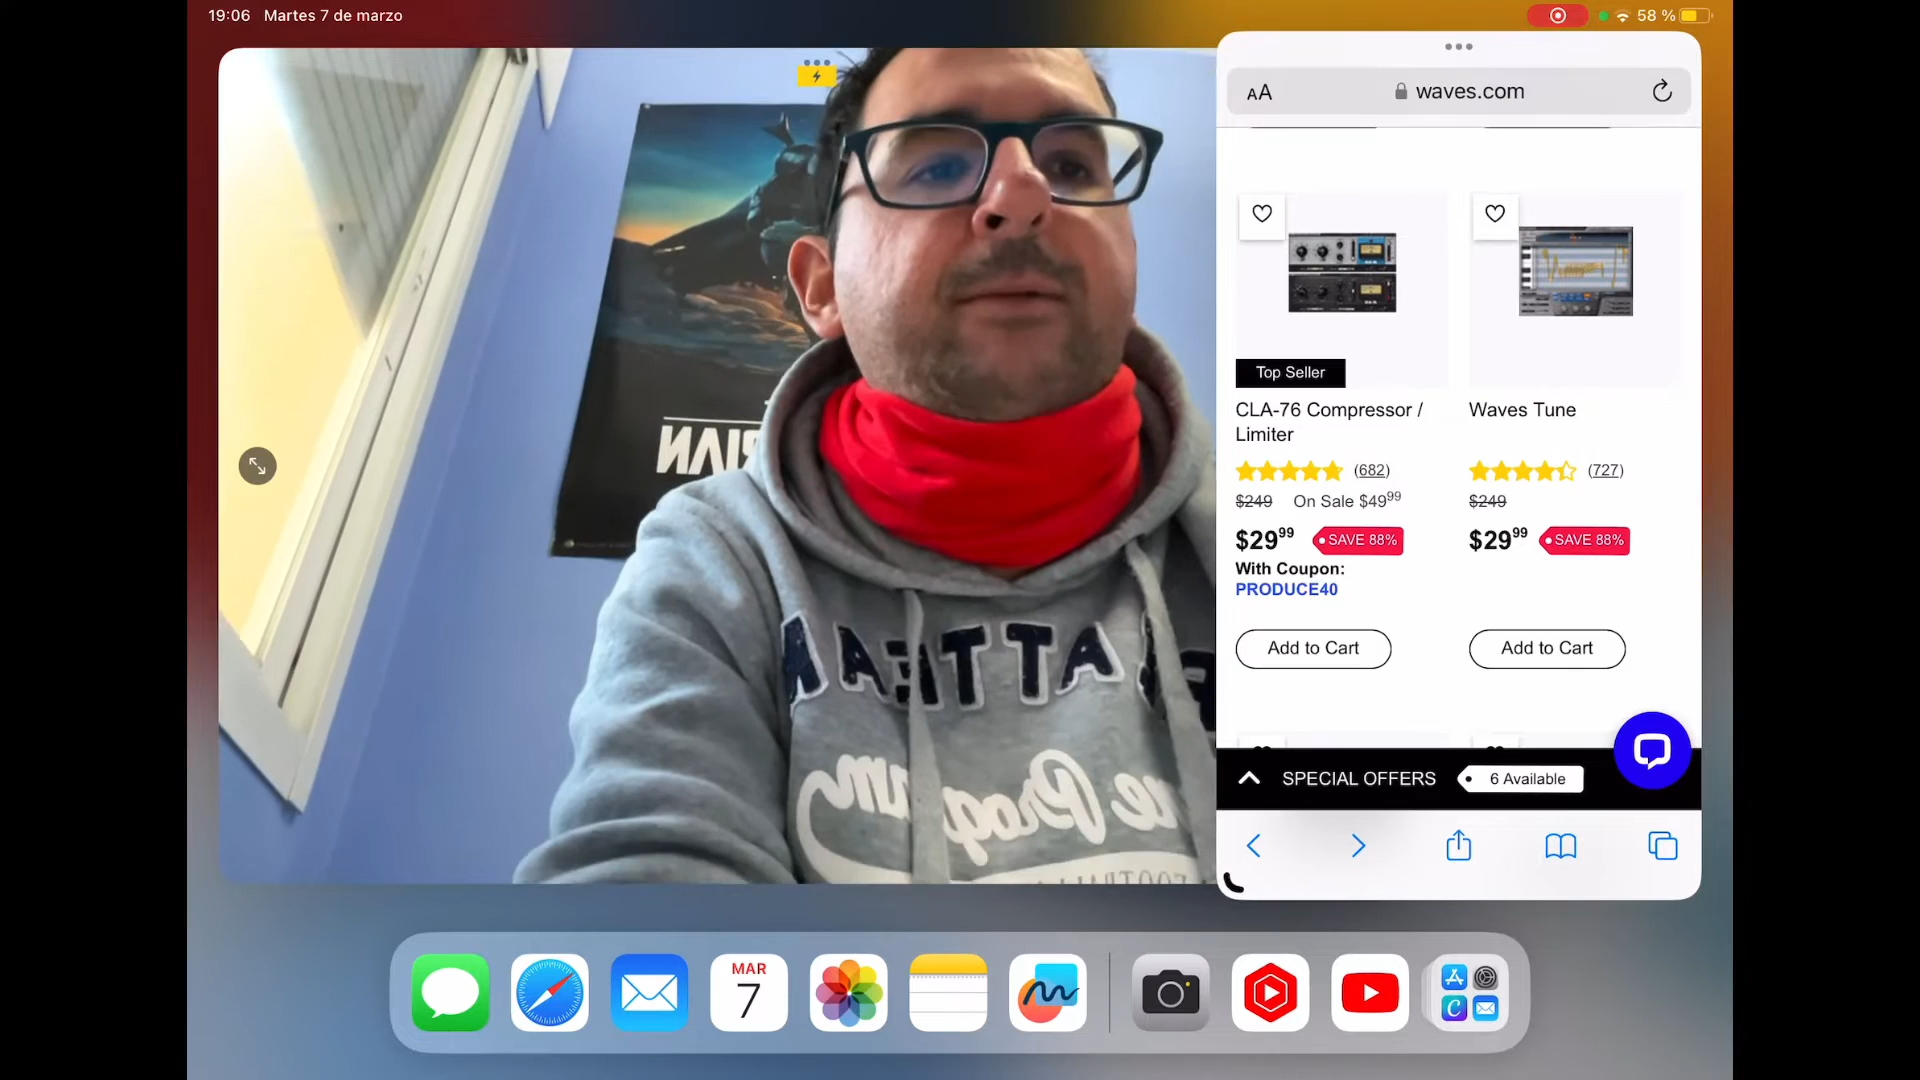 19:06 Martes 7 de marzo
58 %
AA waves.com
Top Seller
CLA-76 Compressor /
Limiter
(682)
$249 On Sale $4999
$2999 SAVE 88%
With Coupon:
PRODUCE40
Add to Cart
Waves Tune
(727)
$249
$2999 SAVE 88%
Add to Cart
SPECIAL OFFERS 6 Available
MAR
7